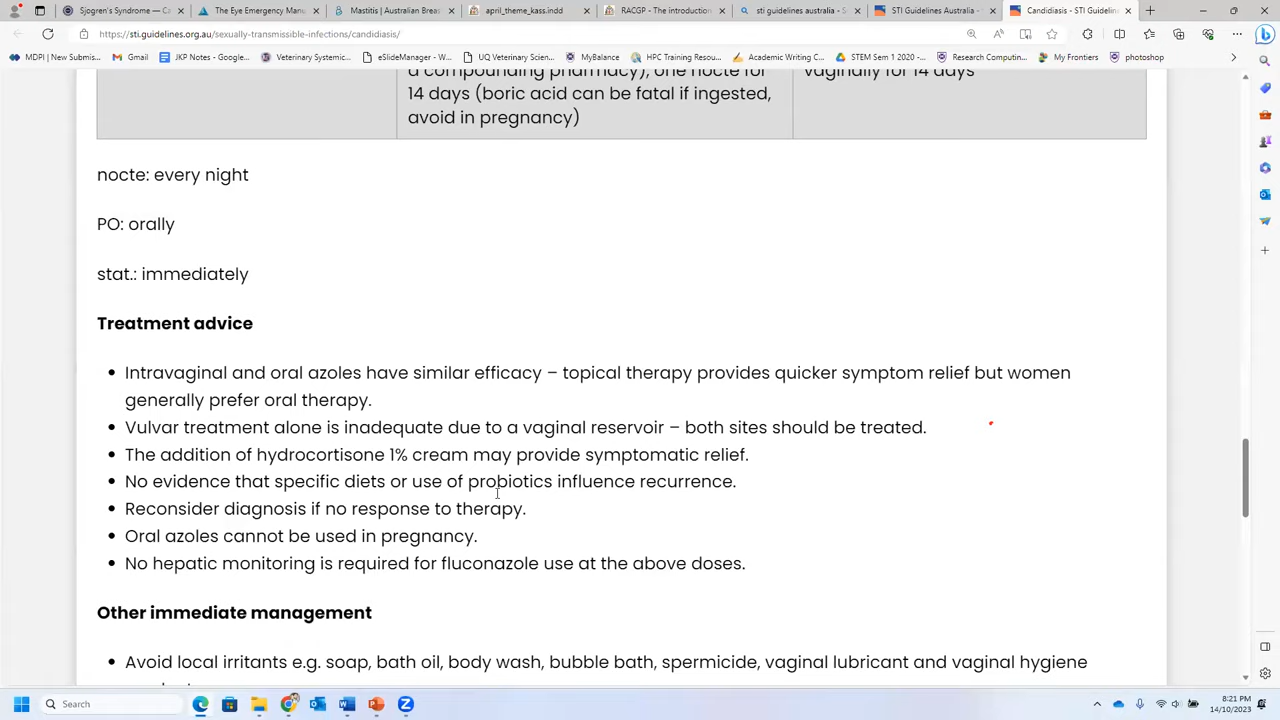 Sjogren's Syndrome — Ca
The Eye Emergency Manu
Mastitis | Australian Breas
april_theme_kass.indd
RACGP - The introduction
sti guidelines australia - Se
STI Guidelines Australia -
Candidiasis - STI Guideline
https://sti.guidelines.org.au/sexually-transmissible-infections/candidiasis/
MDPI | New Submiss...
Gmail
JKP Notes - Google...
Veterinary Systemic...
eSlideManager - W...
UQ Veterinary Scien...
MyBalance
HPC Training Resou...
Academic Writing C...
STEM Sem 1 2020 -...
Research Computin...
My Frontiers
photoshop
a compounding pharmacy), one nocte for
14 days (boric acid can be fatal if ingested,
avoid in pregnancy)
vaginally for 14 days
nocte: every night
PO: orally
stat.: immediately
Treatment advice
• Intravaginal and oral azoles have similar efficacy – topical therapy provides quicker symptom relief but women
generally prefer oral therapy.
• Vulvar treatment alone is inadequate due to a vaginal reservoir – both sites should be treated.
• The addition of hydrocortisone 1% cream may provide symptomatic relief.
• No evidence that specific diets or use of probiotics influence recurrence.
• Reconsider diagnosis if no response to therapy.
• Oral azoles cannot be used in pregnancy.
• No hepatic monitoring is required for fluconazole use at the above doses.
Other immediate management
• Avoid local irritants e.g. soap, bath oil, body wash, bubble bath, spermicide, vaginal lubricant and vaginal hygiene
Search
8:21 PM
14/10/2023